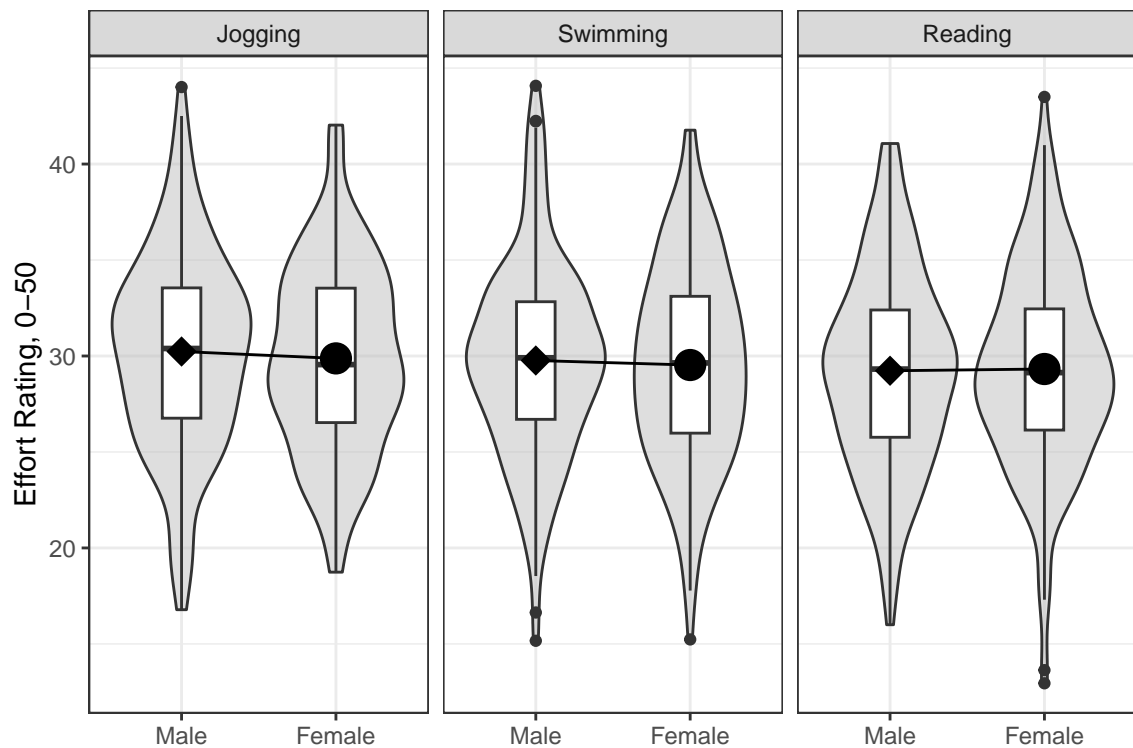 Jogging
Swimming
Reading
Effort Rating, 0−50
40
30
20
Male
Female
Male
Female
Male
Female